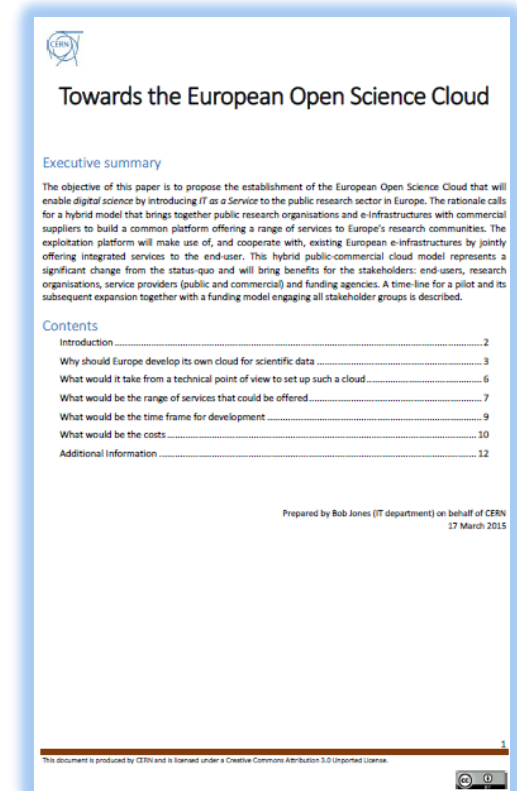 CERN
Towards the European Open Science Cloud
Executive summary
The objective of this paper is to propose the establishment of the European Open Science Cloud that will
enable digital science by introducing IT as a Service to the public research sector in Europe. The rationale calls
for a hybrid model that brings together public research organisations and e-Infrastructures with commercial
suppliers to build a common platform offering a range of services to Europe's research communities. The
exploitation platform will make use of, and cooperate with, existing European e-infrastructures by jointly
offering integrated services to the end-user. This hybrid public-commercial cloud model represents a
significant change from the status-quo and will bring benefits for the stakeholders: end-users, research
organisations, service providers (public and commercial) and funding agencies. A time-line for a pilot and its
subsequent expansion together with a funding model engaging all stakeholder groups is described.
Contents
Introduction ........ 2
Why should Europe develop its own cloud for scientific data ........ 3
What would it take from a technical point of view to set up such a cloud ........ 6
What would be the range of services that could be offered ........ 7
What would be the time frame for development ........ 9
What would be the costs ........ 10
Additional Information ........ 12
Prepared by Bob Jones (IT department) on behalf of CERN
17 March 2015
1
This document is produced by CERN and is licensed under a Creative Commons Attribution 3.0 Unported License.
cc
BY